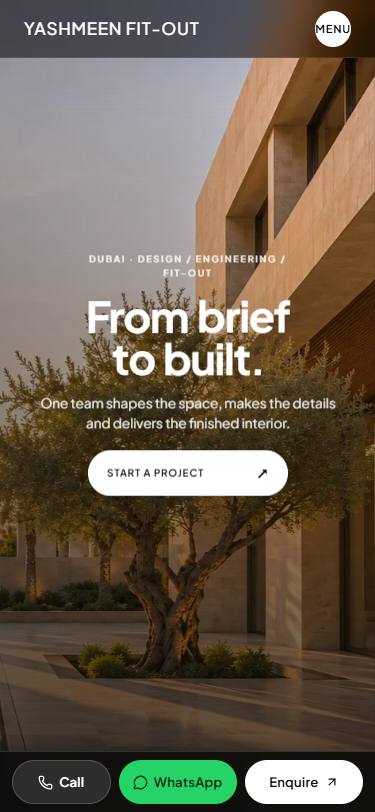 YASHMEEN FIT-OUT
MENU
DUBAI · DESIGN / ENGINEERING /
FIT-OUT
From brief
to built.
One team shapes the space, makes the details
and delivers the finished interior.
START A PROJECT ↗
Call
WhatsApp
Enquire ↗